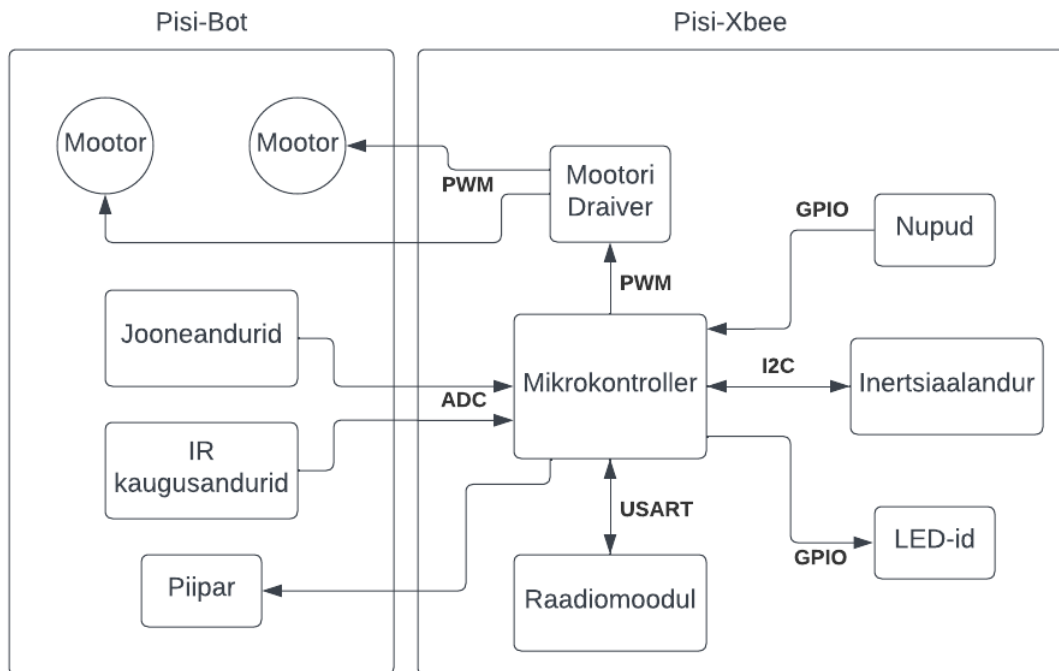 Pisi-Bot
Pisi-Xbee
Mootor
Mootor
PWM
Mootori
Draiver
GPIO
Nupud
PWM
Jooneandurid
ADC
Mikrokontroller
I2C
Inertsiaalandur
IR
kaugusandurid
USART
GPIO
LED-id
Piipar
Raadiomoodul